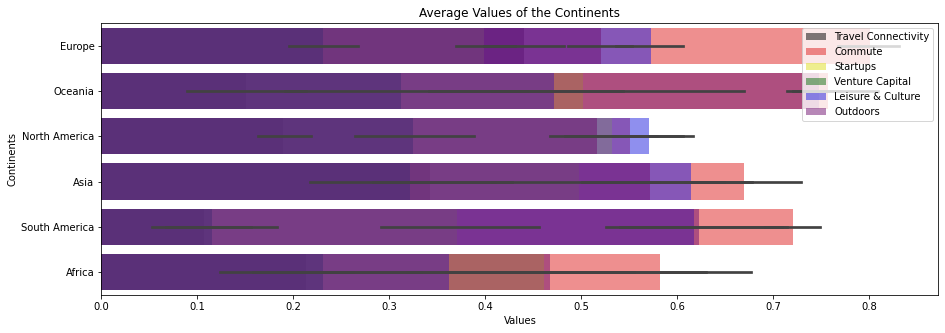 Average Values of the Continents
Continents
Europe
Oceania
North America
Asia
South America
Africa
Travel Connectivity
Commute
Startups
Venture Capital
Leisure & Culture
Outdoors
0.0 0.1 0.2 0.3 0.4 0.5 0.6 0.7 0.8
Values